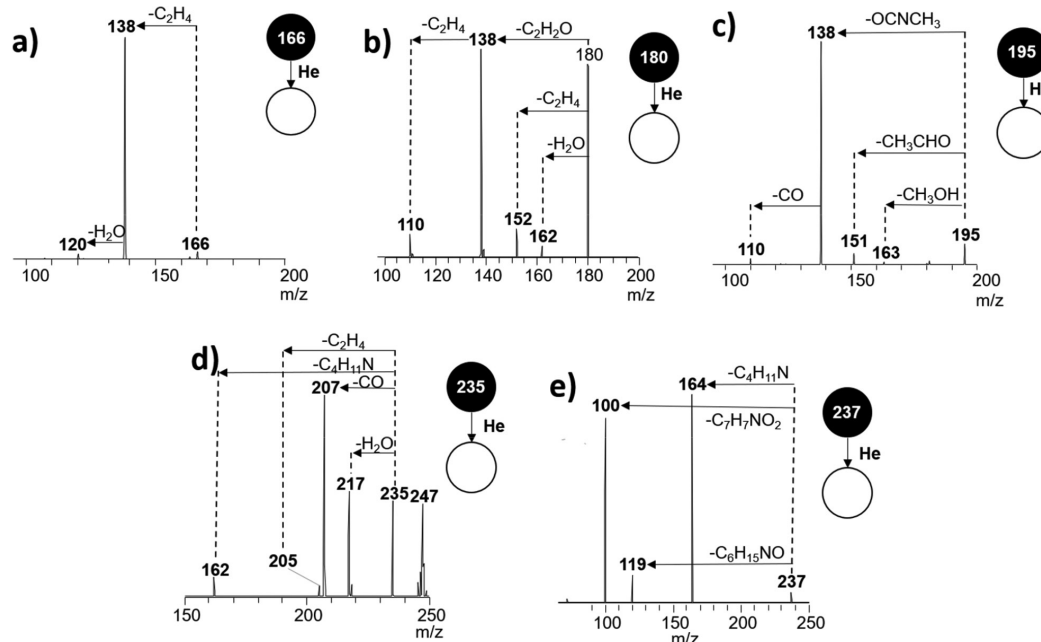 a)
138
-C₂H₄
166
He
-H₂O
120
166
100 120 140 160 200
m/z
b)
-C₂H₄
138
-C₂H₂O
180
180
He
-C₂H₄
-H₂O
110
152
162
100 120 140 160 180 200
m/z
c)
138
-OCNCH₃
195
H
-CH₃CHO
-CO
-CH₃OH
110
151
163
195
100 150 200
m/z
d)
-C₂H₄
-C₄H₁₁N
207
-CO
235
He
-H₂O
217
235
247
162
205
150 200 250
m/z
e)
164
-C₄H₁₁N
100
-C₇H₇NO₂
237
He
119
-C₆H₁₅NO
237
100 150 200 250
m/z